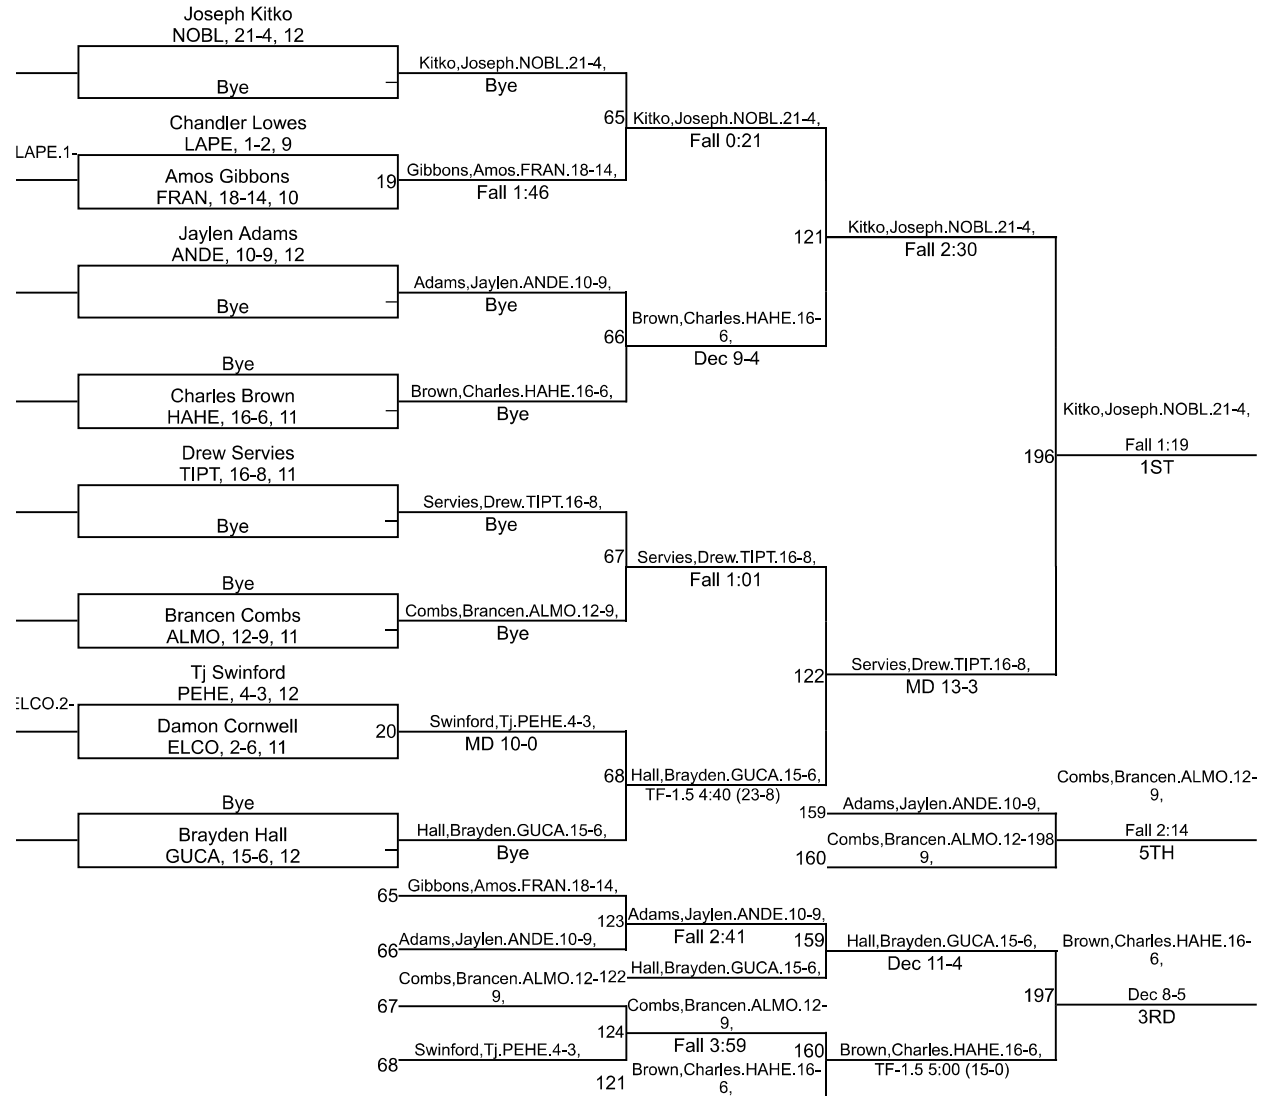 Joseph Kitko
NOBL, 21-4, 12
Bye
Kitko,Joseph.NOBL.21-4,
Bye
65
Kitko,Joseph.NOBL.21-4,
Fall 0:21
Chandler Lowes
LAPE, 1-2, 9
LAPE.1-
Amos Gibbons
FRAN, 18-14, 10
19
Gibbons,Amos.FRAN.18-14,
Fall 1:46
121
Kitko,Joseph.NOBL.21-4,
Fall 2:30
Jaylen Adams
ANDE, 10-9, 12
Bye
Adams,Jaylen.ANDE.10-9,
Bye
66
Brown,Charles.HAHE.16-
6,
Dec 9-4
Bye
Charles Brown
HAHE, 16-6, 11
Brown,Charles.HAHE.16-6,
Bye
196
Kitko,Joseph.NOBL.21-4,
Fall 1:19
1ST
Drew Servies
TIPT, 16-8, 11
Bye
Servies,Drew.TIPT.16-8,
Bye
67
Servies,Drew.TIPT.16-8,
Fall 1:01
Bye
Brancen Combs
ALMO, 12-9, 11
Combs,Brancen.ALMO.12-9,
Bye
122
Servies,Drew.TIPT.16-8,
MD 13-3
Tj Swinford
PEHE, 4-3, 12
ELCO.2-
Damon Cornwell
ELCO, 2-6, 11
20
Swinford,Tj.PEHE.4-3,
MD 10-0
68
Hall,Brayden.GUCA.15-6,
TF-1.5 4:40 (23-8)
Bye
Brayden Hall
GUCA, 15-6, 12
Hall,Brayden.GUCA.15-6,
Bye
159
Adams,Jaylen.ANDE.10-9,
160
Combs,Brancen.ALMO.12-
9,
198
Combs,Brancen.ALMO.12-
9,
Fall 2:14
5TH
65
Gibbons,Amos.FRAN.18-14,
66
Adams,Jaylen.ANDE.10-9,
123
Adams,Jaylen.ANDE.10-9,
Fall 2:41
122
Hall,Brayden.GUCA.15-6,
159
Hall,Brayden.GUCA.15-6,
Dec 11-4
67
Combs,Brancen.ALMO.12-
9,
68
Swinford,Tj.PEHE.4-3,
124
Combs,Brancen.ALMO.12-
9,
Fall 3:59
121
Brown,Charles.HAHE.16-
6,
160
Brown,Charles.HAHE.16-6,
TF-1.5 5:00 (15-0)
197
Brown,Charles.HAHE.16-
6,
Dec 8-5
3RD